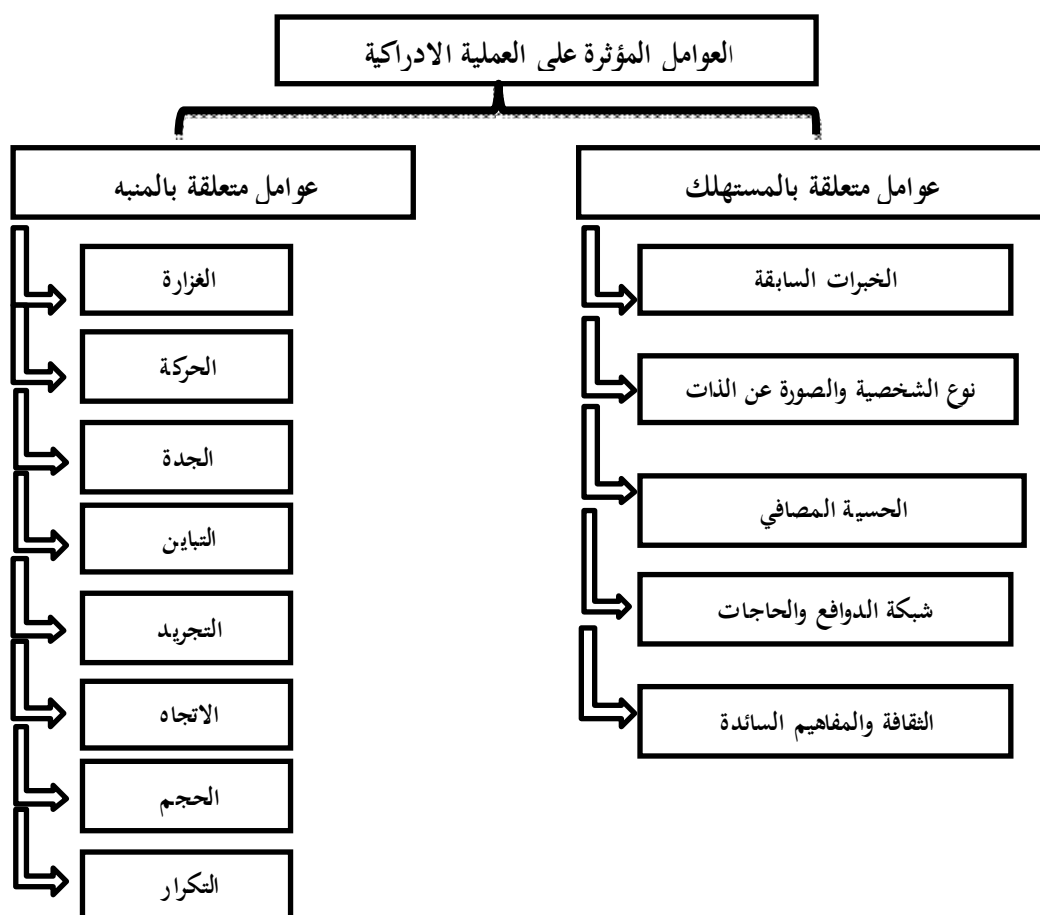 العوامل المؤثرة على العملية الادراكية
عوامل متعلقة بالمستهلك
الخبرات السابقة
نوع الشخصية والصورة عن الذات
الحسية المصافي
شبكة الدوافع والحاجات
الثقافة والمفاهيم السائدة
عوامل متعلقة بالمنبه
الغزارة
الحركة
الجدة
التباين
التجريد
الاتجاه
الحجم
التكرار